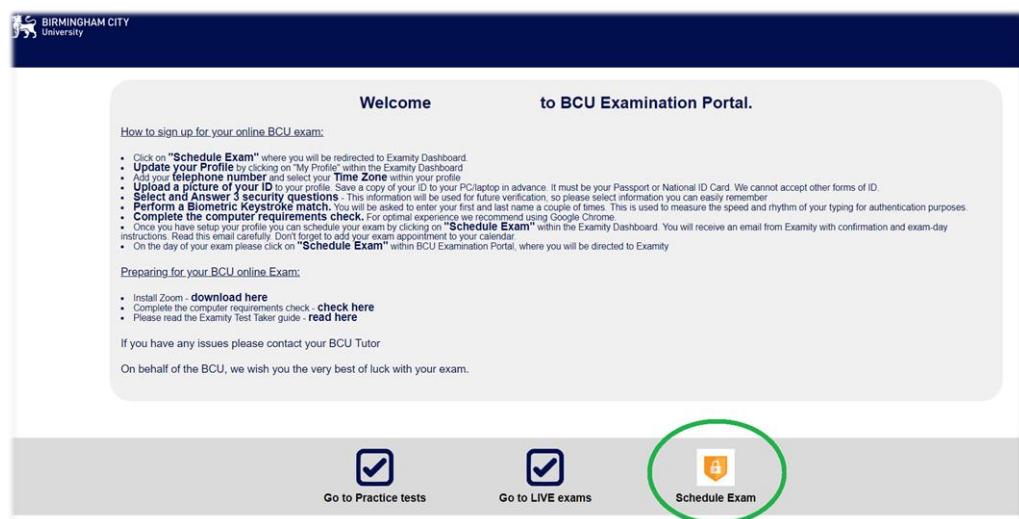 BIRMINGHAM CITY
University
Welcome to BCU Examination Portal.
How to sign up for your online BCU exam:
• Click on "Schedule Exam" where you will be redirected to Examity Dashboard.
• Update your Profile by clicking on "My Profile" within the Examity Dashboard
• Add your telephone number and select your Time Zone within your profile
• Upload a picture of your ID to your profile. Save a copy of your ID to your PC/laptop in advance. It must be your Passport or National ID Card. We cannot accept other forms of ID.
• Select and Answer 3 security questions - This information will be used for future verification, so please select information you can easily remember
• Perform a Biometric Keystroke match. You will be asked to enter your first and last name a couple of times. This is used to measure the speed and rhythm of your typing for authentication purposes.
• Complete the computer requirements check. For optimal experience we recommend using Google Chrome.
• Once you have setup your profile you can schedule your exam by clicking on "Schedule Exam" within the Examity Dashboard. You will receive an email from Examity with confirmation and exam-day
instructions. Read this email carefully. Don't forget to add your exam appointment to your calendar.
• On the day of your exam please click on "Schedule Exam" within BCU Examination Portal, where you will be directed to Examity
Preparing for your BCU online Exam:
• Install Zoom - download here
• Complete the computer requirements check - check here
• Please read the Examity Test Taker guide - read here
If you have any issues please contact your BCU Tutor
On behalf of the BCU, we wish you the very best of luck with your exam.
Go to Practice tests
Go to LIVE exams
Schedule Exam